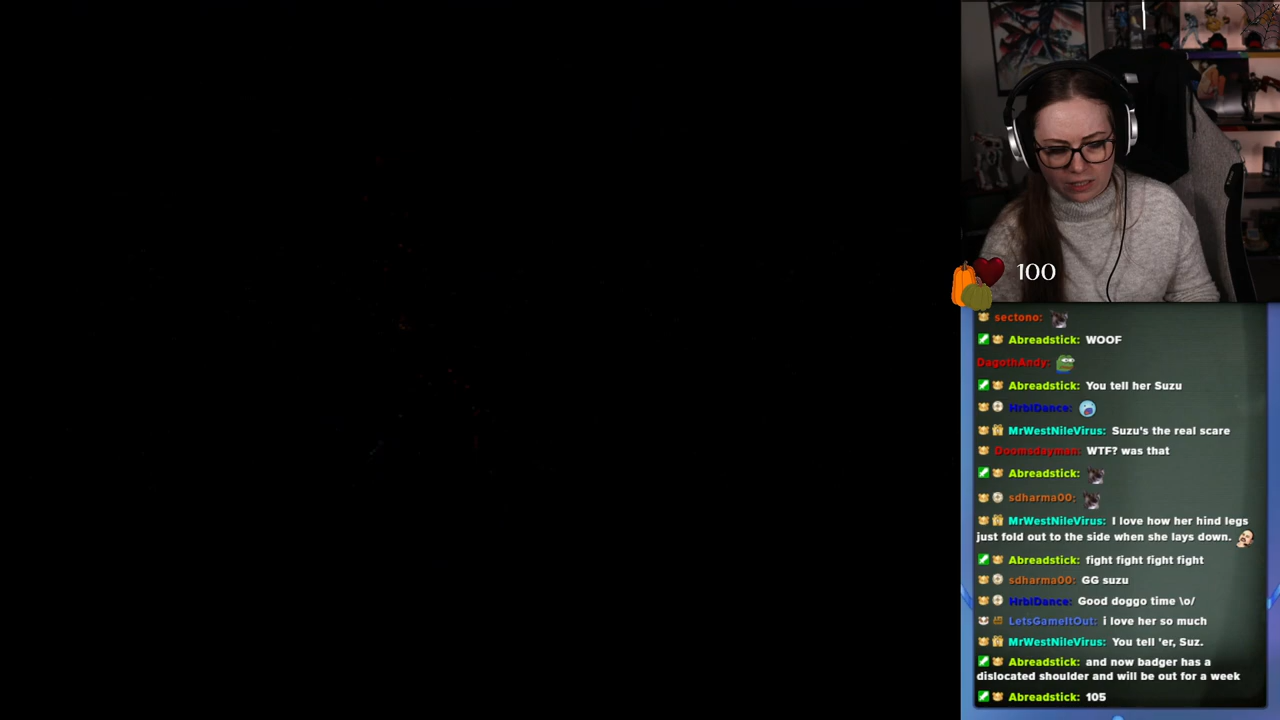 100
sectono:
Abreadstick: WOOF
DagothAndy:
Abreadstick: You tell her Suzu
HrblDance:
MrWestNileVirus: Suzu's the real scare
Doomsdayman: WTF? was that
Abreadstick:
sdharma00:
MrWestNileVirus: I love how her hind legs
just fold out to the side when she lays down.
Abreadstick: fight fight fight fight
sdharma00: GG suzu
HrblDance: Good doggo time \o/
LetsGameItOut: i love her so much
MrWestNileVirus: You tell 'er, Suz.
Abreadstick: and now badger has a
dislocated shoulder and will be out for a week
Abreadstick: 105